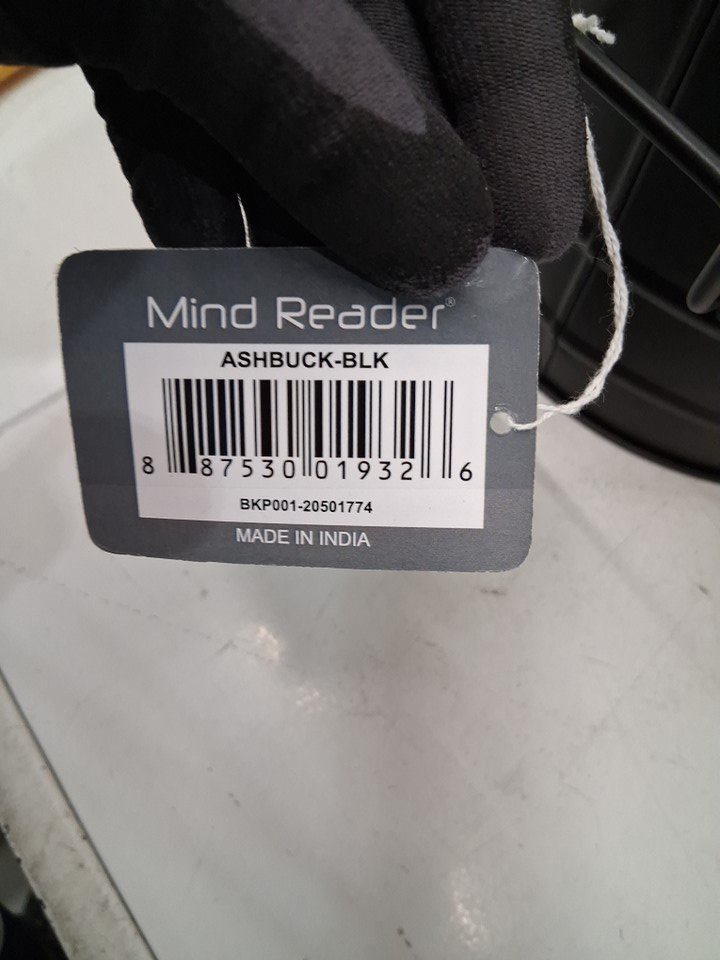 Mind Reader®
ASHBUCK-BLK
8 87530 01932 6
BKP001-20501774
MADE IN INDIA